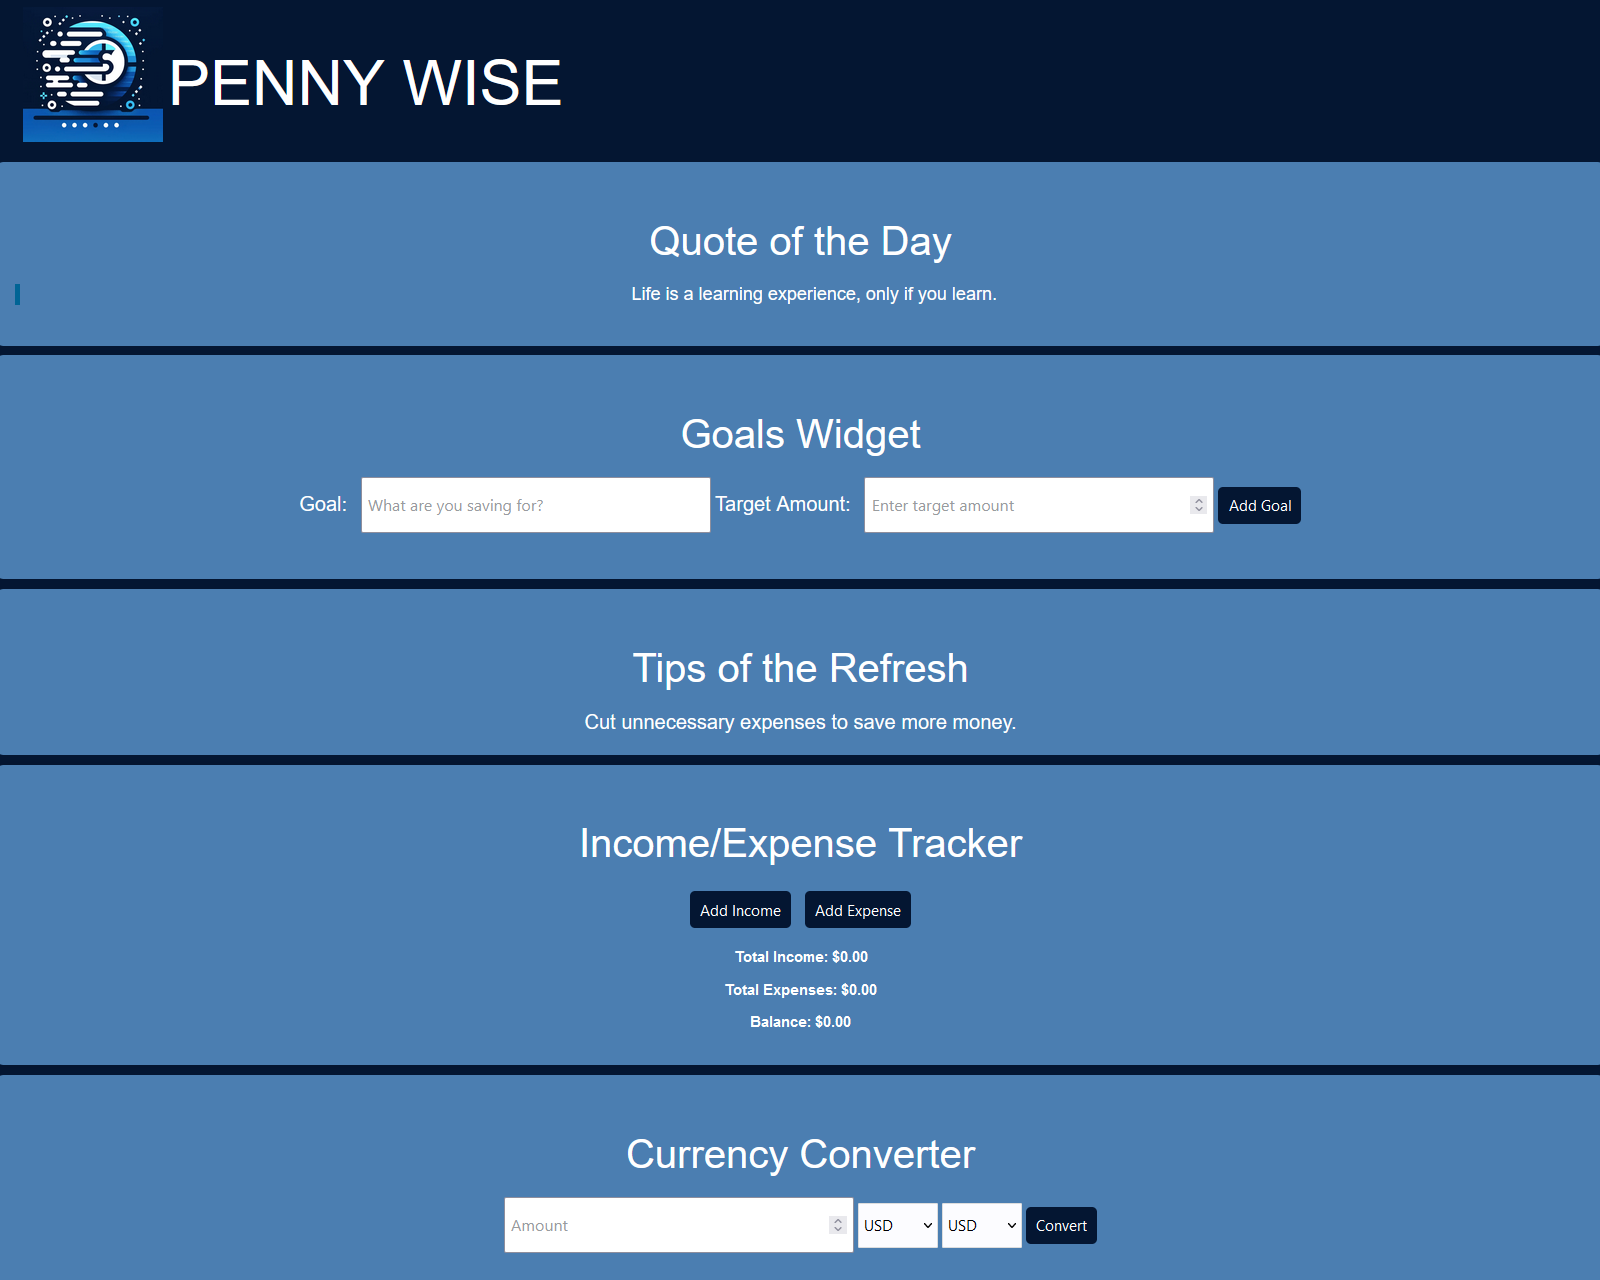 PENNY WISE
Quote of the Day
Life is a learning experience, only if you learn.
Goals Widget
Goal: What are you saving for? Target Amount: Enter target amount Add Goal
Tips of the Refresh
Cut unnecessary expenses to save more money.
Income/Expense Tracker
Add Income Add Expense
Total Income: $0.00
Total Expenses: $0.00
Balance: $0.00
Currency Converter
Amount USD USD Convert